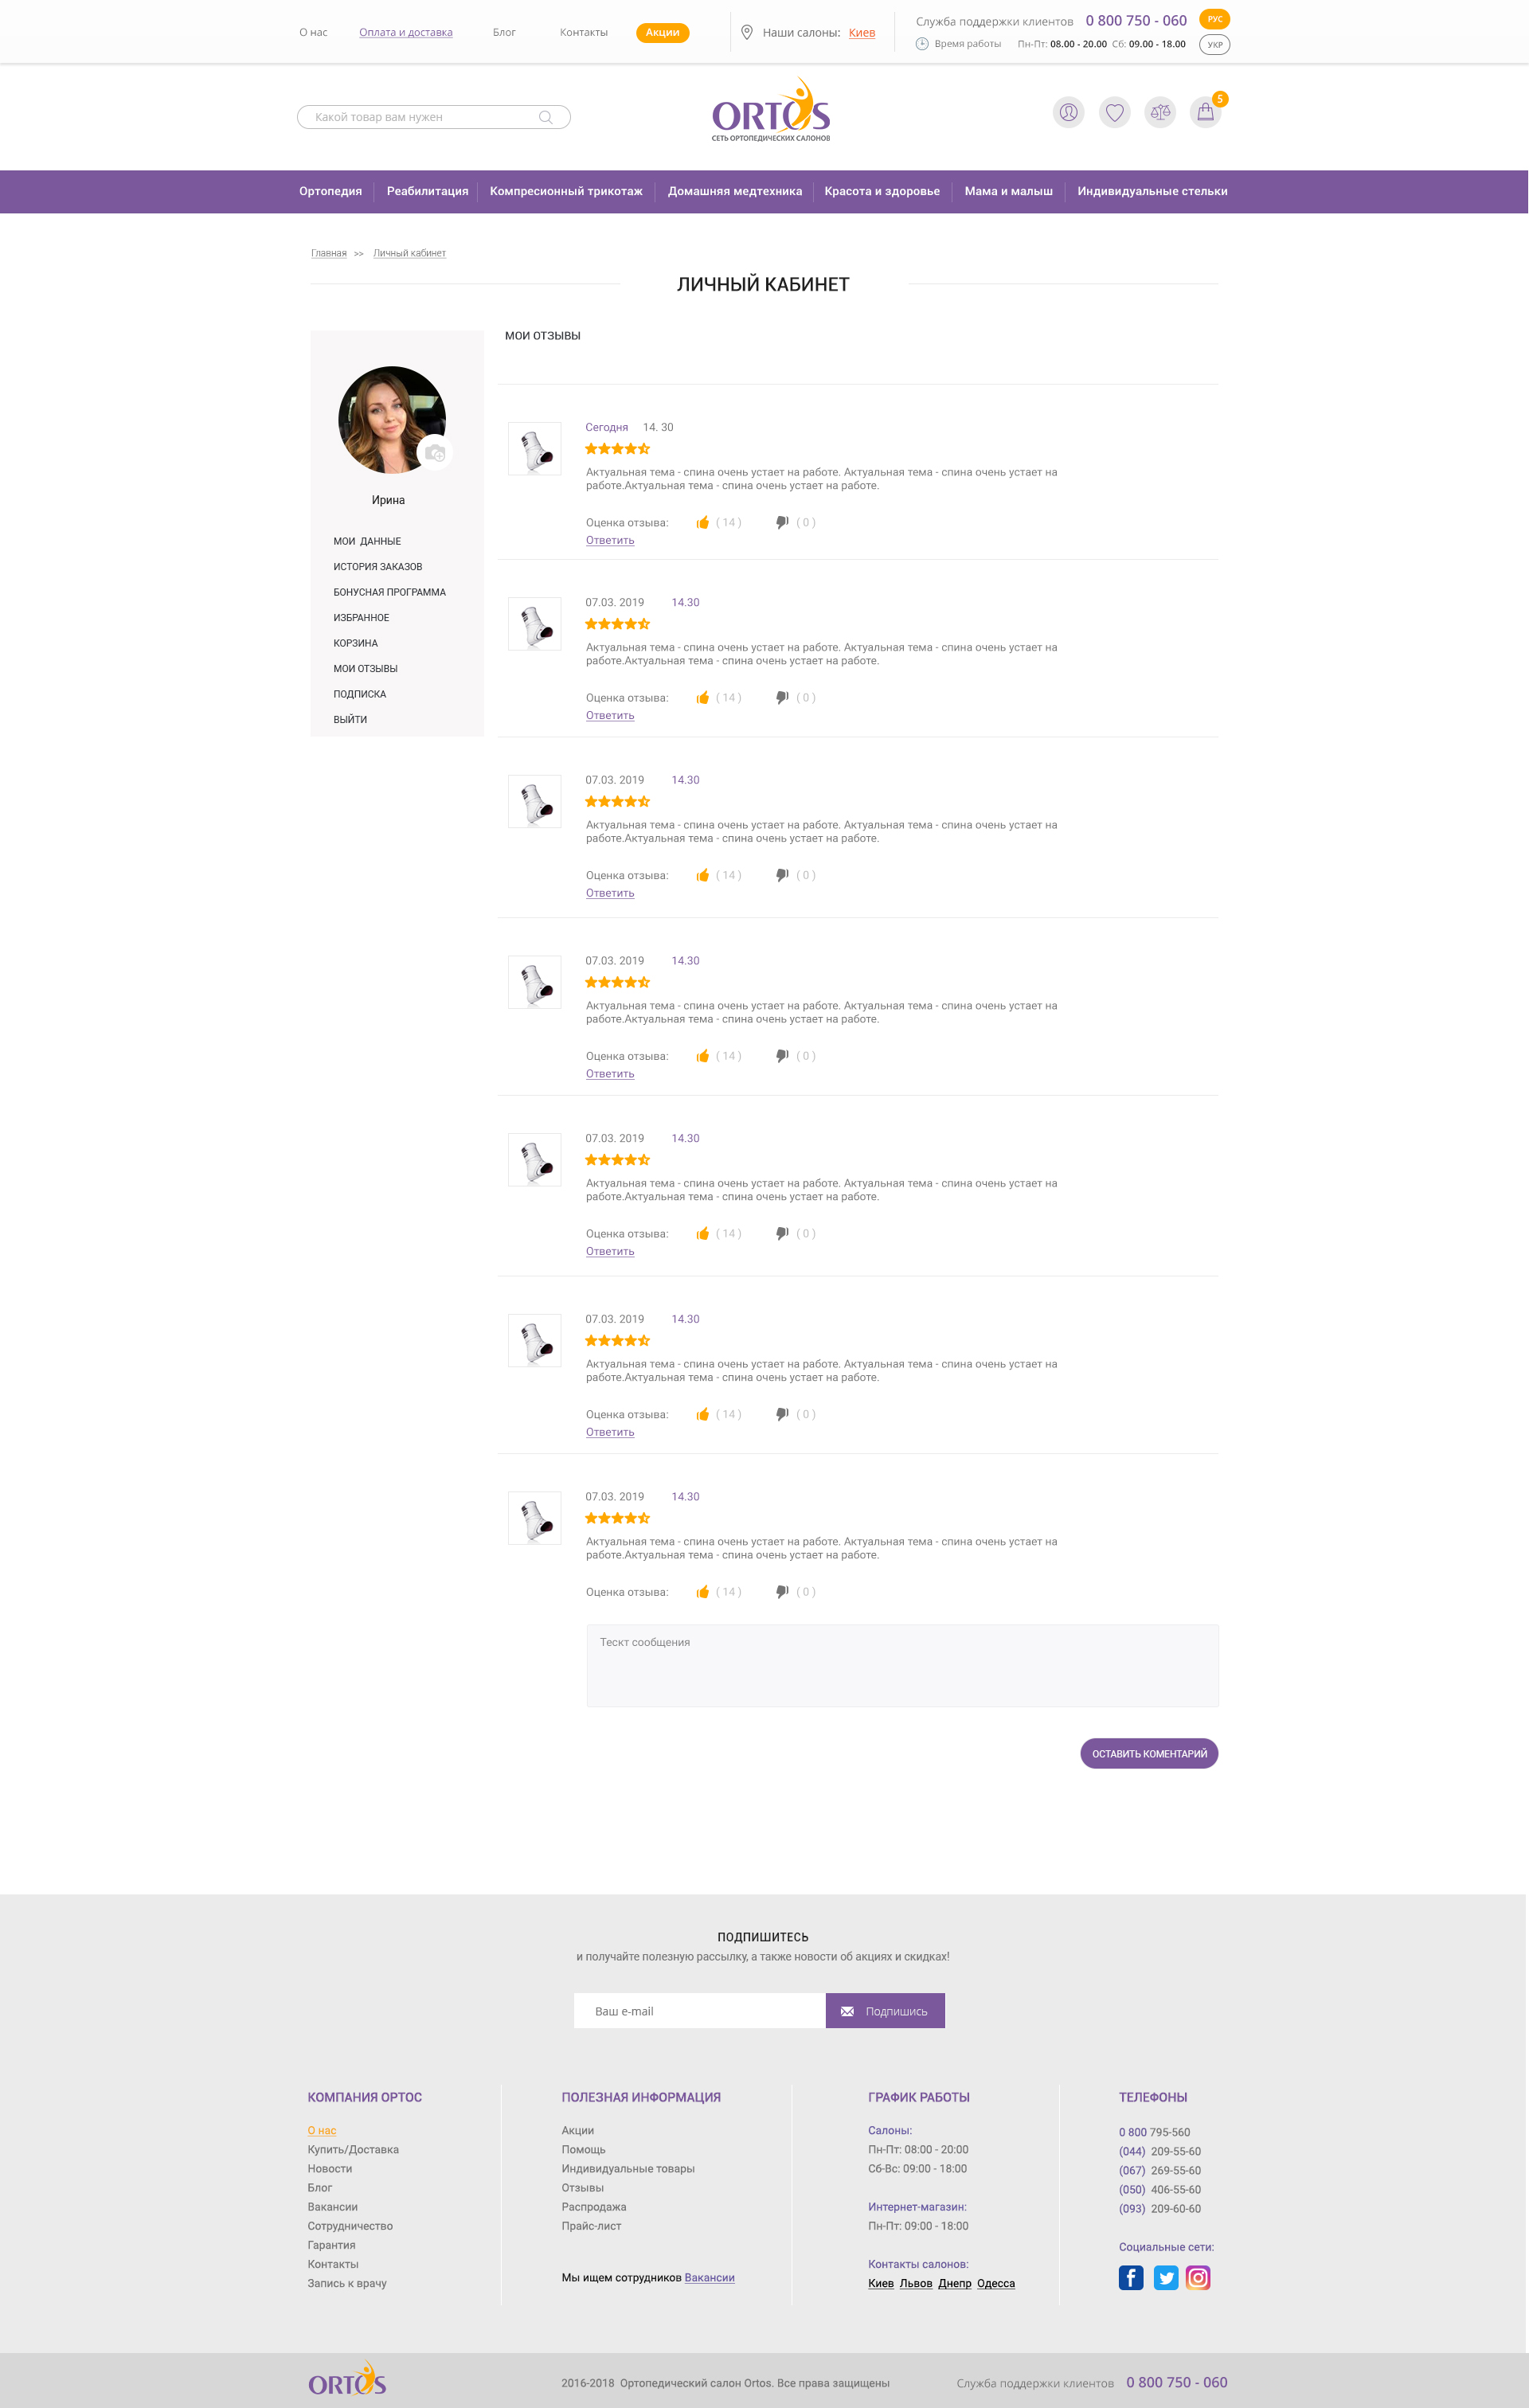 О нас Оплата и доставка Блог Контакты Акции Наши салоны: Киев Служба поддержки клиентов 0 800 750 - 060 РУС
Время работы Пн-Пт: 08.00 - 20.00 Сб: 09.00 - 18.00 УКР
Какой товар вам нужен
ORTOS
СЕТЬ ОРТОПЕДИЧЕСКИХ САЛОНОВ
5
Ортопедия Реабилитация Компресионный трикотаж Домашняя медтехника Красота и здоровье Мама и малыш Индивидуальные стельки
Главная >> Личный кабинет
ЛИЧНЫЙ КАБИНЕТ
Ирина
МОИ ДАННЫЕ
ИСТОРИЯ ЗАКАЗОВ
БОНУСНАЯ ПРОГРАММА
ИЗБРАННОЕ
КОРЗИНА
МОИ ОТЗЫВЫ
ПОДПИСКА
ВЫЙТИ
МОИ ОТЗЫВЫ
Сегодня 14. 30
Актуальная тема - спина очень устает на работе. Актуальная тема - спина очень устает на
работе.Актуальная тема - спина очень устает на работе.
Оценка отзыва: ( 14 ) ( 0 )
Ответить
07.03. 2019 14.30
Актуальная тема - спина очень устает на работе. Актуальная тема - спина очень устает на
работе.Актуальная тема - спина очень устает на работе.
Оценка отзыва: ( 14 ) ( 0 )
Ответить
07.03. 2019 14.30
Актуальная тема - спина очень устает на работе. Актуальная тема - спина очень устает на
работе.Актуальная тема - спина очень устает на работе.
Оценка отзыва: ( 14 ) ( 0 )
Ответить
07.03. 2019 14.30
Актуальная тема - спина очень устает на работе. Актуальная тема - спина очень устает на
работе.Актуальная тема - спина очень устает на работе.
Оценка отзыва: ( 14 ) ( 0 )
Ответить
07.03. 2019 14.30
Актуальная тема - спина очень устает на работе. Актуальная тема - спина очень устает на
работе.Актуальная тема - спина очень устает на работе.
Оценка отзыва: ( 14 ) ( 0 )
Ответить
07.03. 2019 14.30
Актуальная тема - спина очень устает на работе. Актуальная тема - спина очень устает на
работе.Актуальная тема - спина очень устает на работе.
Оценка отзыва: ( 14 ) ( 0 )
Ответить
07.03. 2019 14.30
Актуальная тема - спина очень устает на работе. Актуальная тема - спина очень устает на
работе.Актуальная тема - спина очень устает на работе.
Оценка отзыва: ( 14 ) ( 0 )
Тескт сообщения
ОСТАВИТЬ КОМЕНТАРИЙ
ПОДПИШИТЕСЬ
и получайте полезную рассылку, а также новости об акциях и скидках!
Ваш e-mail Подпишись
КОМПАНИЯ ОРТОС
О нас
Купить/Доставка
Новости
Блог
Вакансии
Сотрудничество
Гарантия
Контакты
Запись к врачу
ПОЛЕЗНАЯ ИНФОРМАЦИЯ
Акции
Помощь
Индивидуальные товары
Отзывы
Распродажа
Прайс-лист
Мы ищем сотрудников Вакансии
ГРАФИК РАБОТЫ
Салоны:
Пн-Пт: 08:00 - 20:00
Сб-Вс: 09:00 - 18:00
Интернет-магазин:
Пн-Пт: 09:00 - 18:00
Контакты салонов:
Киев Львов Днепр Одесса
ТЕЛЕФОНЫ
0 800 795-560
(044) 209-55-60
(067) 269-55-60
(050) 406-55-60
(093) 209-60-60
Социальные сети:
ORTOS 2016-2018 Ортопедический салон Ortos. Все права защищены Служба поддержки клиентов 0 800 750 - 060